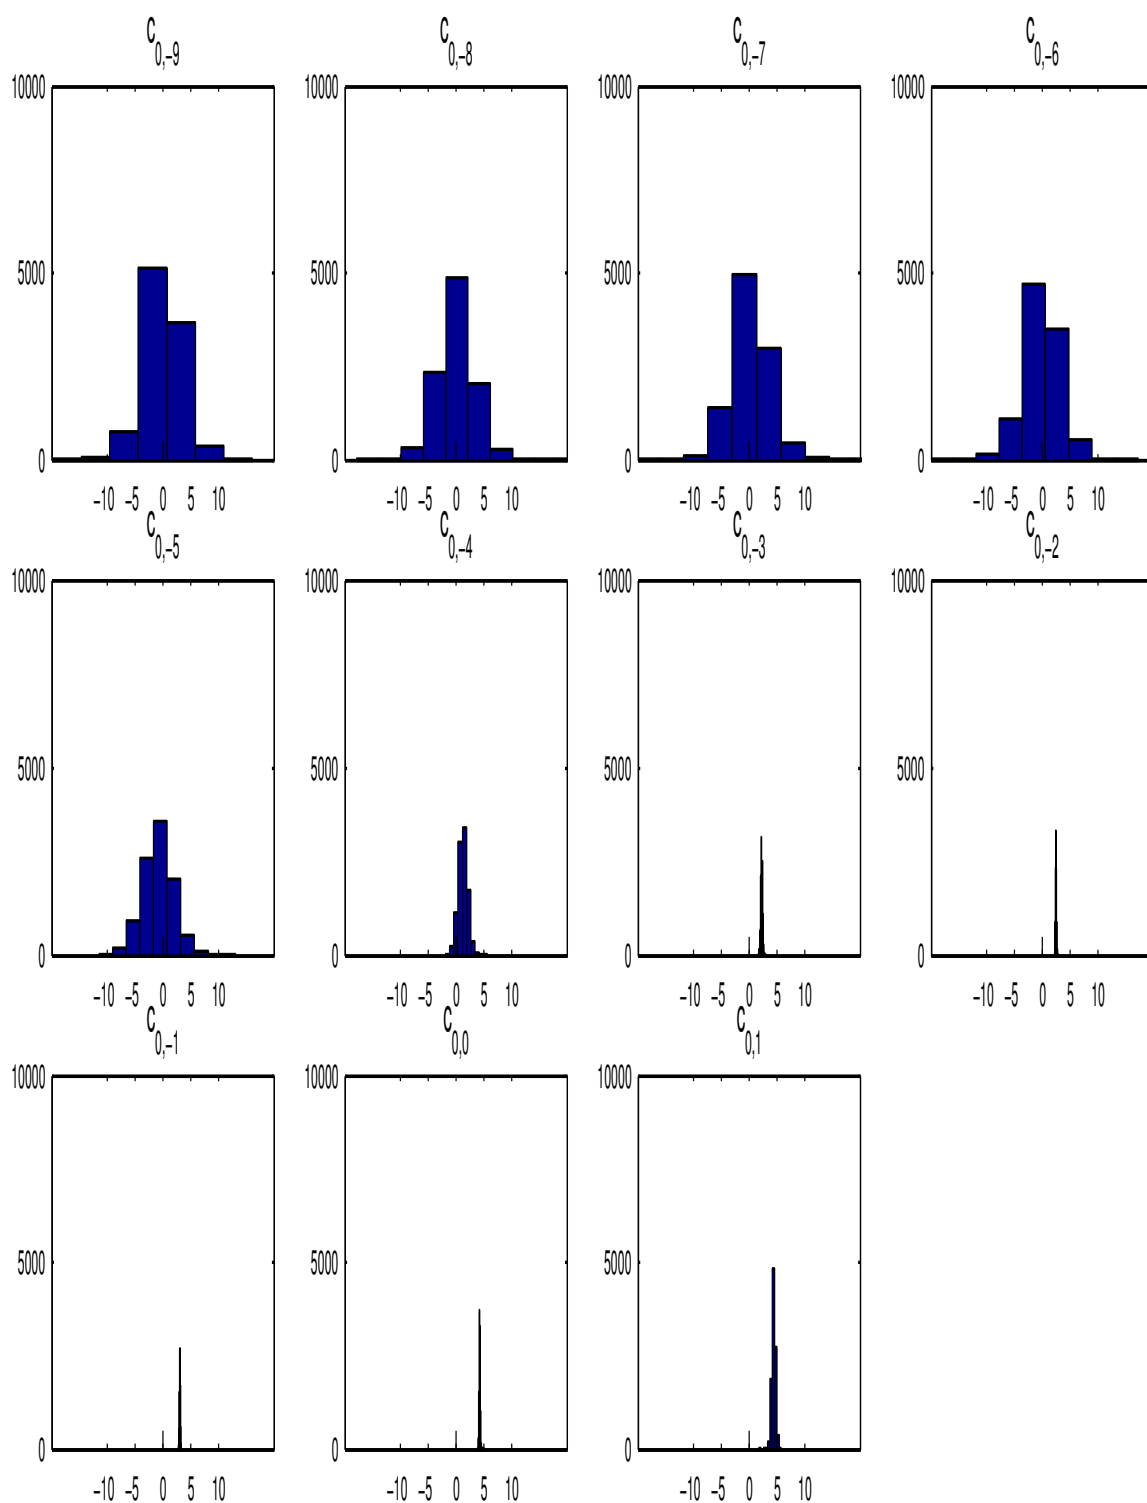 c0,−9 c0,−8 c0,−7 c0,−6
10000 10000 10000 10000
5000 5000 5000 5000
0 0 0 0
−10 −5 0 5 10 −10 −5 0 5 10 −10 −5 0 5 10 −10 −5 0 5 10
c0,−5 c0,−4 c0,−3 c0,−2
10000 10000 10000 10000
5000 5000 5000 5000
0 0 0 0
−10 −5 0 5 10 −10 −5 0 5 10 −10 −5 0 5 10 −10 −5 0 5 10
c0,−1 c0,0 c0,1
10000 10000 10000
5000 5000 5000
0 0 0
−10 −5 0 5 10 −10 −5 0 5 10 −10 −5 0 5 10